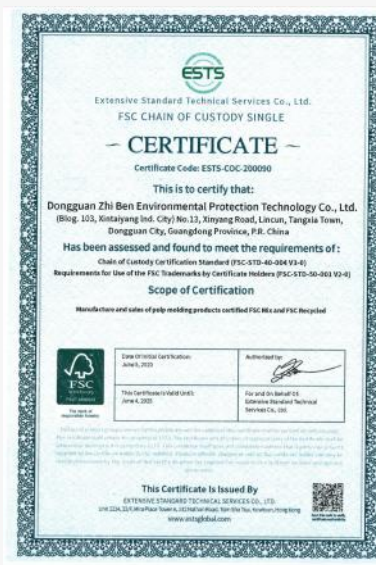 ESTS
Extensive Standard Technical Services Co., Ltd.
FSC CHAIN OF CUSTODY SINGLE
~ CERTIFICATE ~
Certificate Code: ESTS-COC-200090
This is to certify that:
Dongguan Zhi Ben Environmental Protection Technology Co., Ltd.
(Blog. 103, Xintaiyang Ind. City) No.13, Xinyang Road, Lincun, Tangxia Town,
Dongguan City, Guangdong Province, P.R. China
Has been assessed and found to meet the requirements of :
Chain of Custody Certification Standard (FSC-STD-40-004 V3-0)
Requirements for Use of the FSC Trademarks by Certificate Holders (FSC-STD-50-001 V2-0)
Scope of Certification
Manufacture and sales of pulp molding products certified FSC Mix and FSC Recycled
FSC
The mark of
responsible forestry
Date Of Initial Certification:
Authorized by:
This Certificate Is Valid Until:
For and On Behalf Of:
Extensive Standard Technical
Services Co., Ltd.
This Certificate Is Issued By
EXTENSIVE STANDARD TECHNICAL SERVICES CO., LTD.
www.estsglobal.com